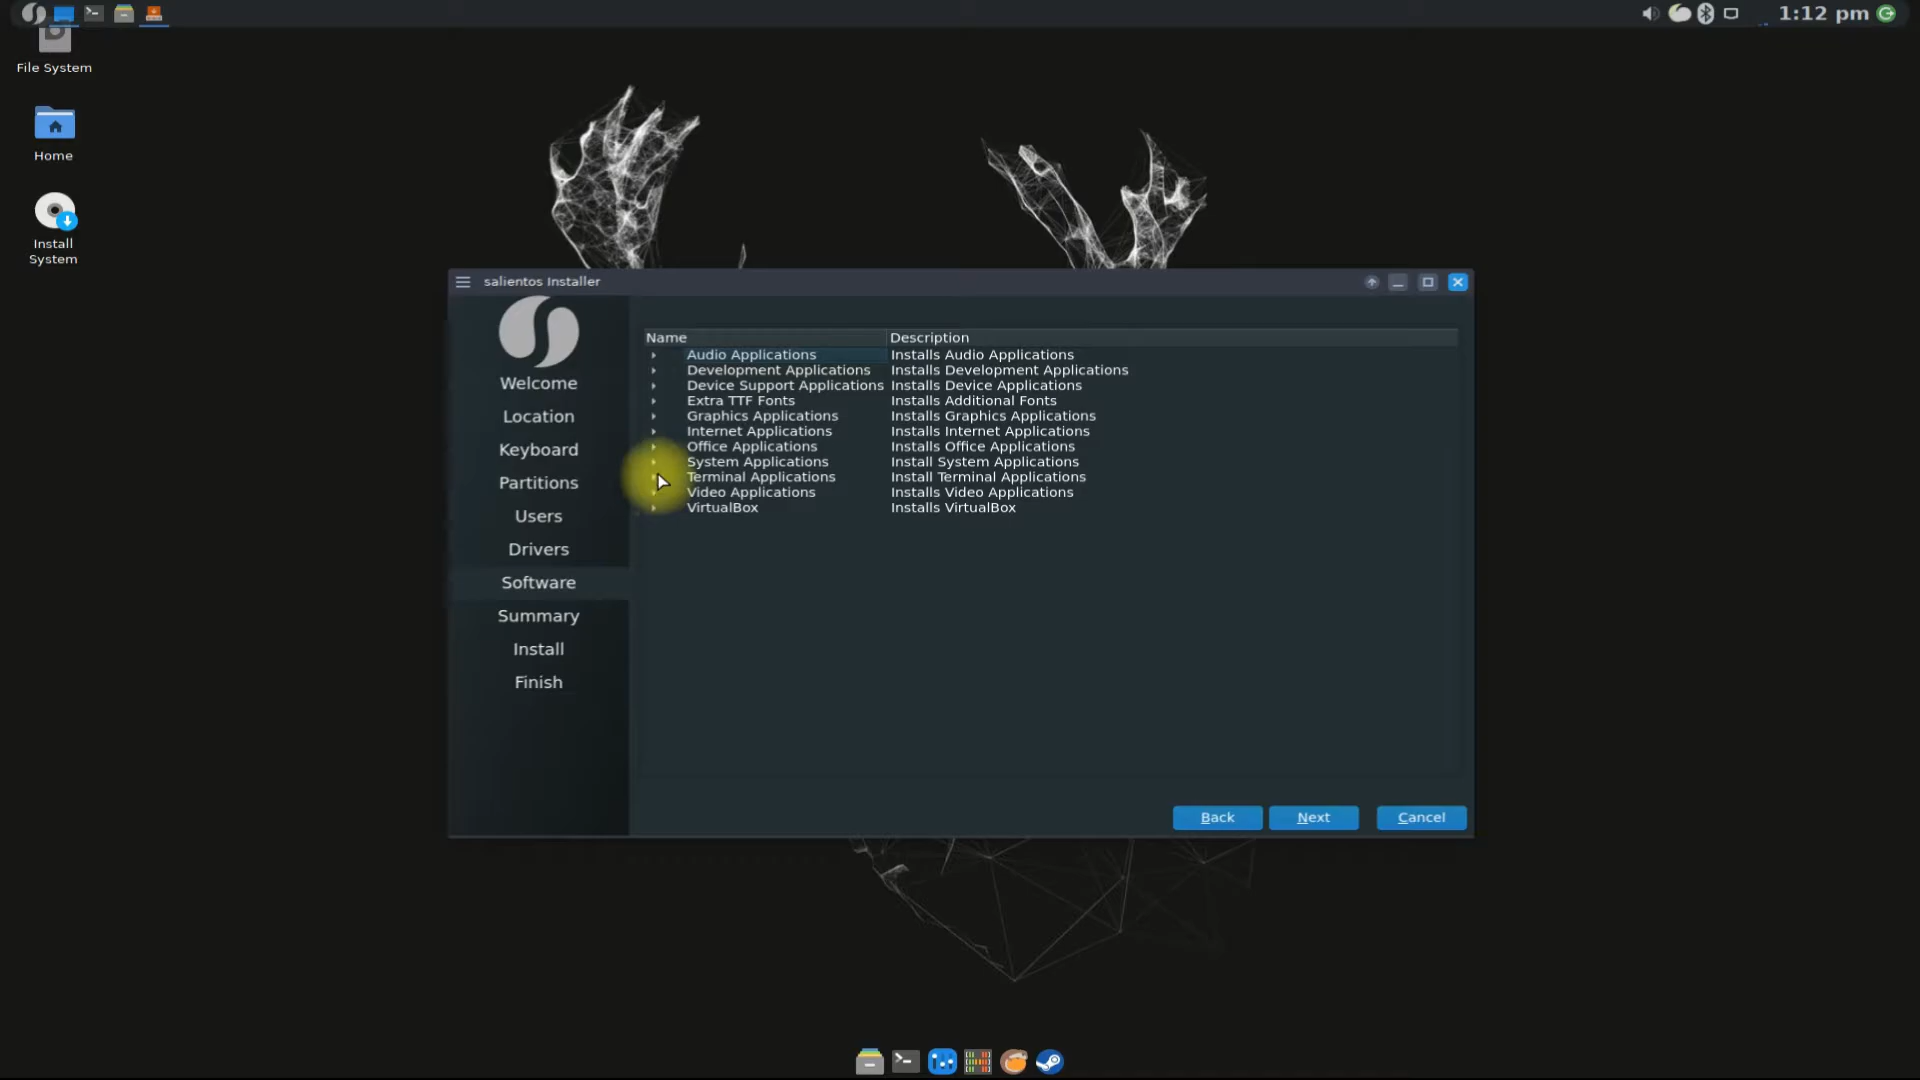 1:12 pm
File System
Home
Install
System
salientos Installer
Welcome
Location
Keyboard
Partitions
Users
Drivers
Software
Summary
Install
Finish
Name Description
Audio Applications Installs Audio Applications
Development Applications Installs Development Applications
Device Support Applications Installs Device Applications
Extra TTF Fonts Installs Additional Fonts
Graphics Applications Installs Graphics Applications
Internet Applications Installs Internet Applications
Office Applications Installs Office Applications
System Applications Install System Applications
Terminal Applications Install Terminal Applications
Video Applications Installs Video Applications
VirtualBox Installs VirtualBox
Back Next Cancel